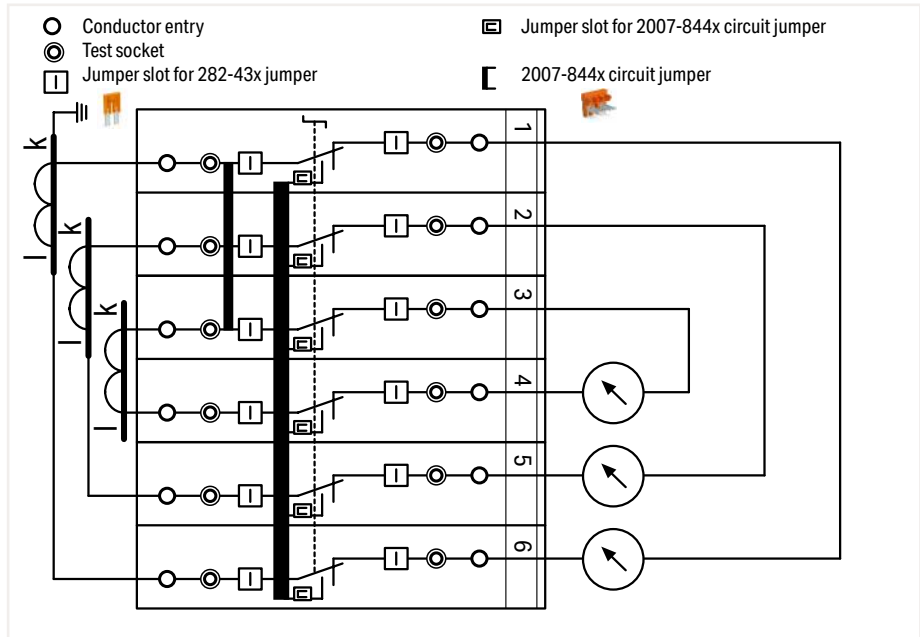 Conductor entry
Test socket
Jumper slot for 282-43x jumper
Jumper slot for 2007-844x circuit jumper
2007-844x circuit jumper
k
l
k
l
k
l
1
2
3
4
5
6